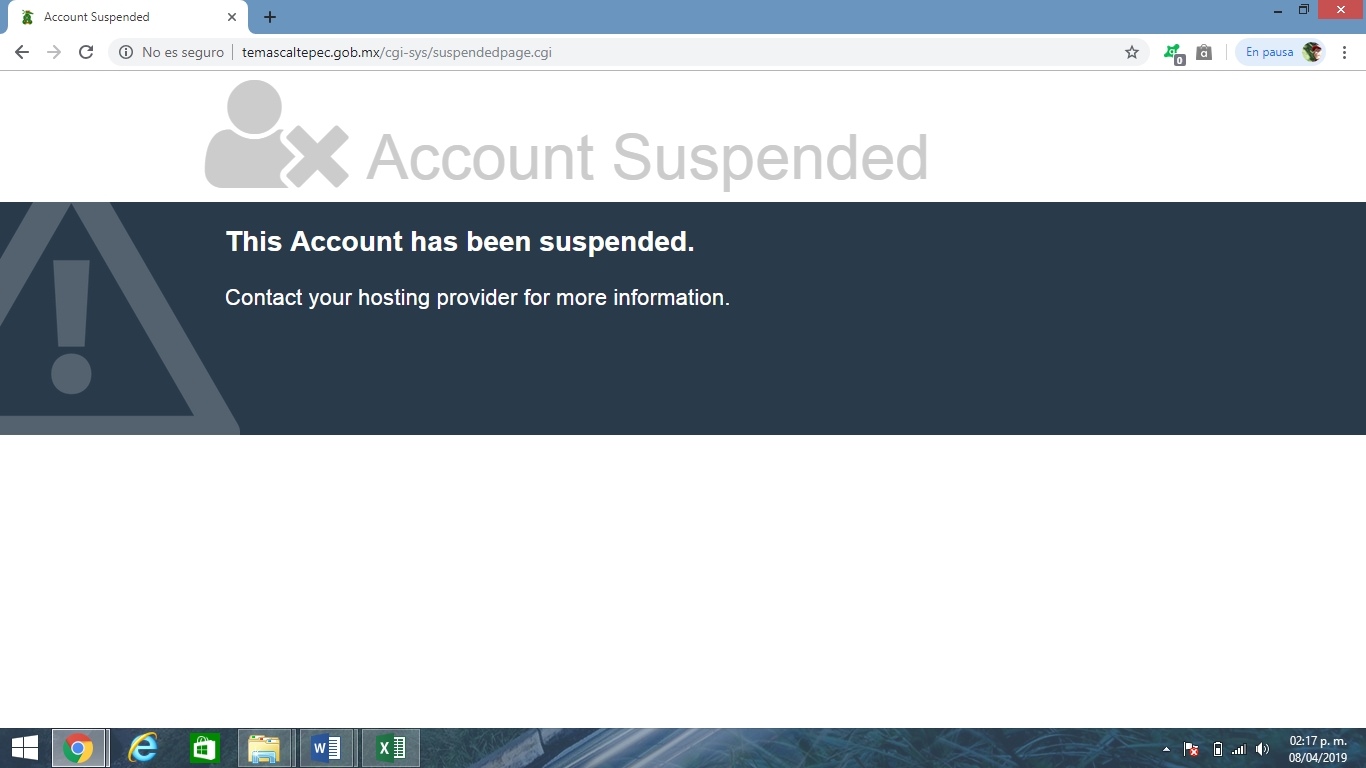 Account Suspended
No es seguro
temascaltepec.gob.mx/cgi-sys/suspendedpage.cgi
0
a
En pausa
Account Suspended
This Account has been suspended.
Contact your hosting provider for more information.
02:17 p. m.
08/04/2019